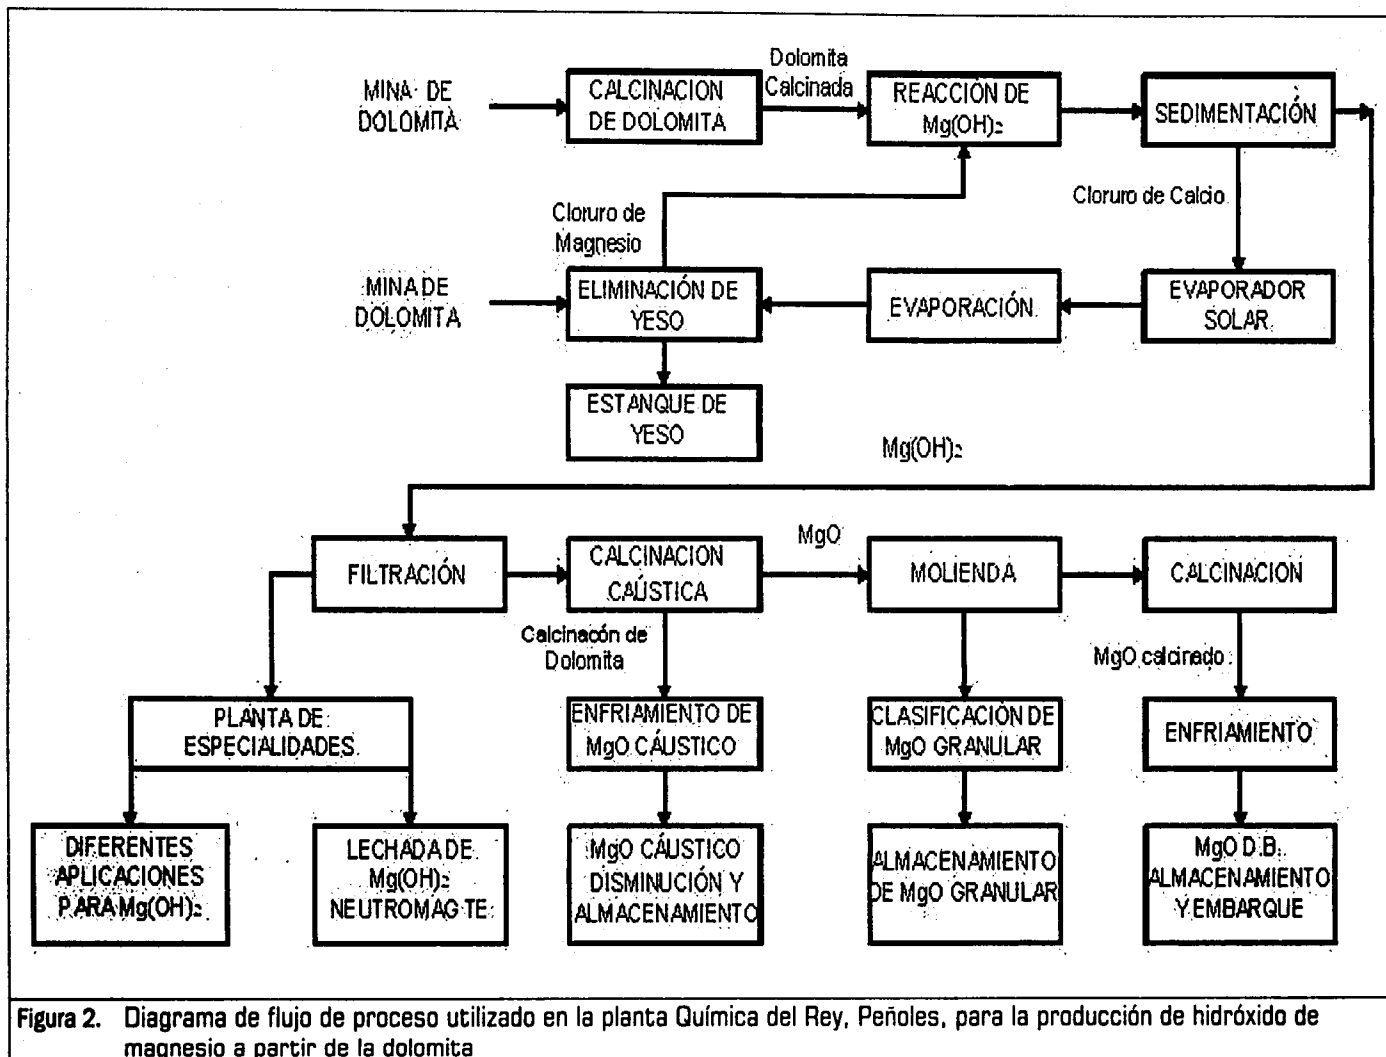 MINA DE
DOLOMITA
CALCINACION
DE DOLOMITA
Dolomita
Calcinada
REACCIÓN DE
Mg(OH)₂
SEDIMENTACIÓN
Cloruro de
Magnesio
Cloruro de Calcio
MINA DE
DOLOMITA
ELIMINACIÓN DE
YESO
EVAPORACIÓN
EVAPORADOR
SOLAR
ESTANQUE DE
YESO
Mg(OH)₂
FILTRACIÓN
CALCINACION
CAÚSTICA
MgO
MOLIENDA
CALCINACION
Calcinacón de
Dolomita
MgO calcinado
PLANTA DE
ESPECIALIDADES
ENFRIAMIENTO DE
MgO CÁUSTICO
CLASIFICACIÓN DE
MgO GRANULAR
ENFRIAMIENTO
DIFERENTES
APLICACIONES
PARA Mg(OH)₂
LECHADA DE
Mg(OH)₂
NEUTROMAG-TE
MgO CÁUSTICO
DISMINUCIÓN Y
ALMACENAMIENTO
ALMACENAMIENTO
DE MgO GRANULAR
MgO D.B.
ALMACENAMIENTO
Y EMBARQUE
Figura 2. Diagrama de flujo de proceso utilizado en la planta Química del Rey, Peñoles, para la producción de hidróxido de
magnesio a partir de la dolomita